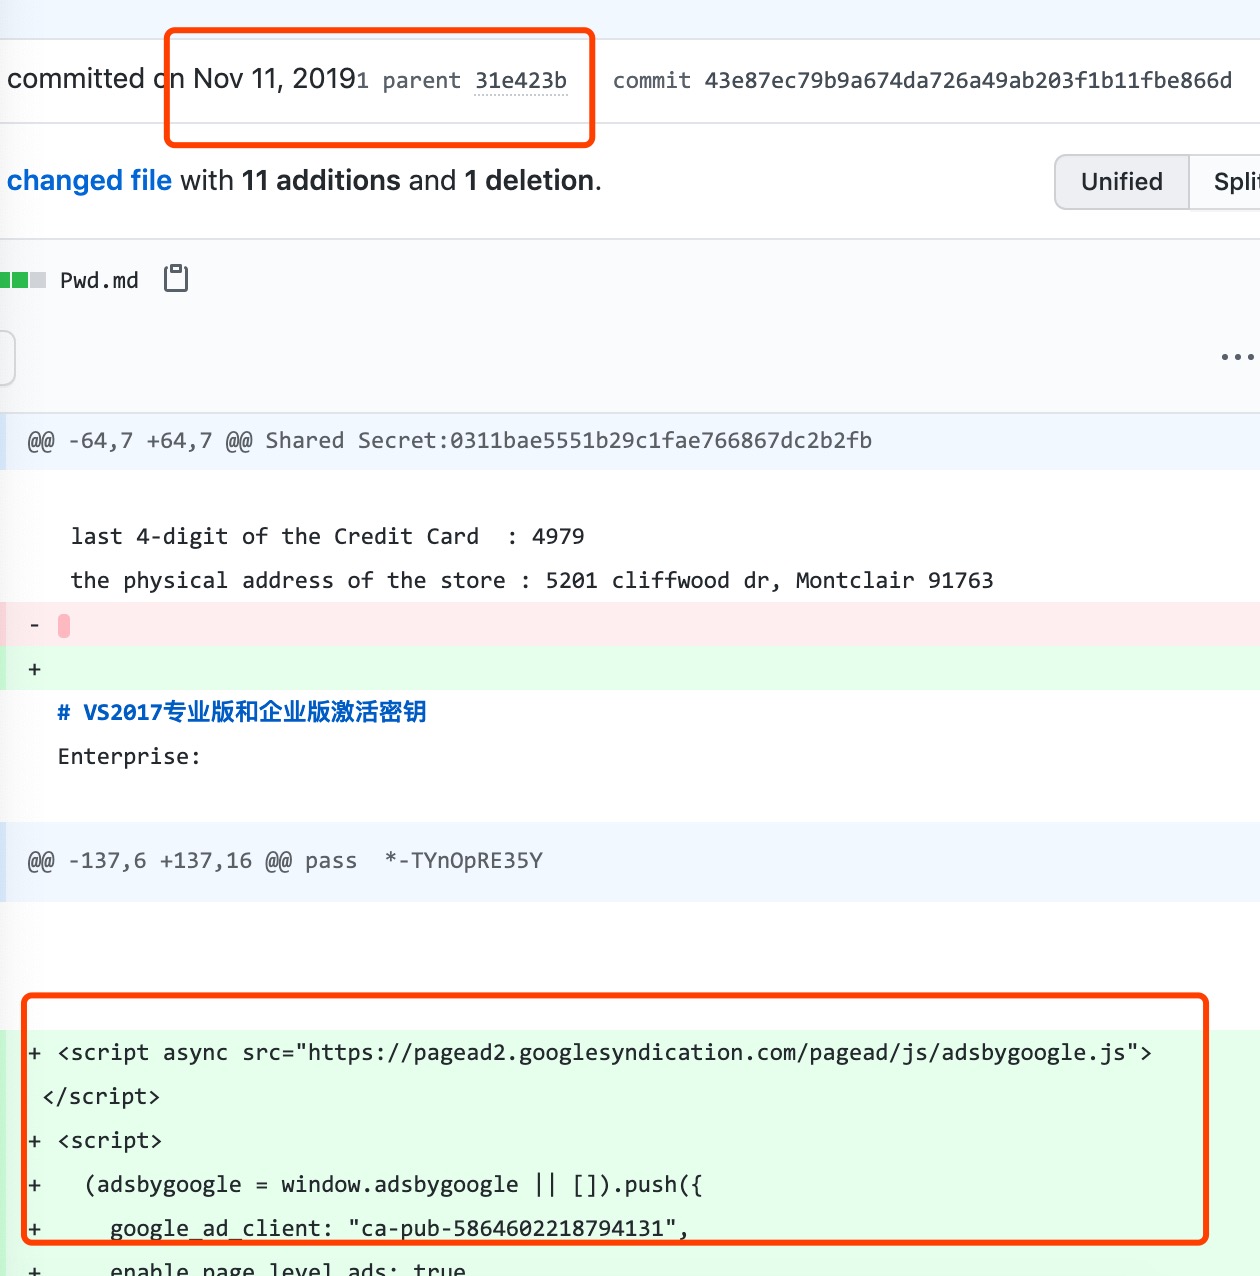 committed on Nov 11, 2019 1 parent 31e423b commit 43e87ec79b9a674da726a49ab203f1b11fbe866d
changed file with 11 additions and 1 deletion.
Unified Split
Pwd.md
@@ -64,7 +64,7 @@ Shared Secret:0311bae5551b29c1fae766867dc2b2fb
last 4-digit of the Credit Card : 4979
the physical address of the store : 5201 cliffwood dr, Montclair 91763
-
+
# VS2017专业版和企业版激活密钥
Enterprise:
@@ -137,6 +137,16 @@ pass *-TYnOpRE35Y
+ <script async src="https://pagead2.googlesyndication.com/pagead/js/adsbygoogle.js">
</script>
+ <script>
+ (adsbygoogle = window.adsbygoogle || []).push({
+ google_ad_client: "ca-pub-5864602218794131",
+ enable_page_level_ads: true